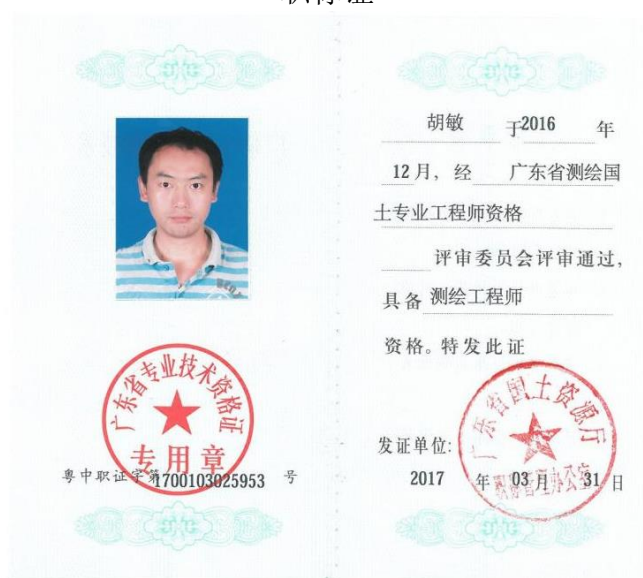 广东省专业技术资格证
专用章
粤中职证字第1700103025953 号
胡敏 于2016 年
12月，经 广东省测绘国
土专业工程师资格
评审委员会评审通过，
具备 测绘工程师
资格。特发此证
广东省国土资源厅
发证单位：
2017 年 03 月 31 日